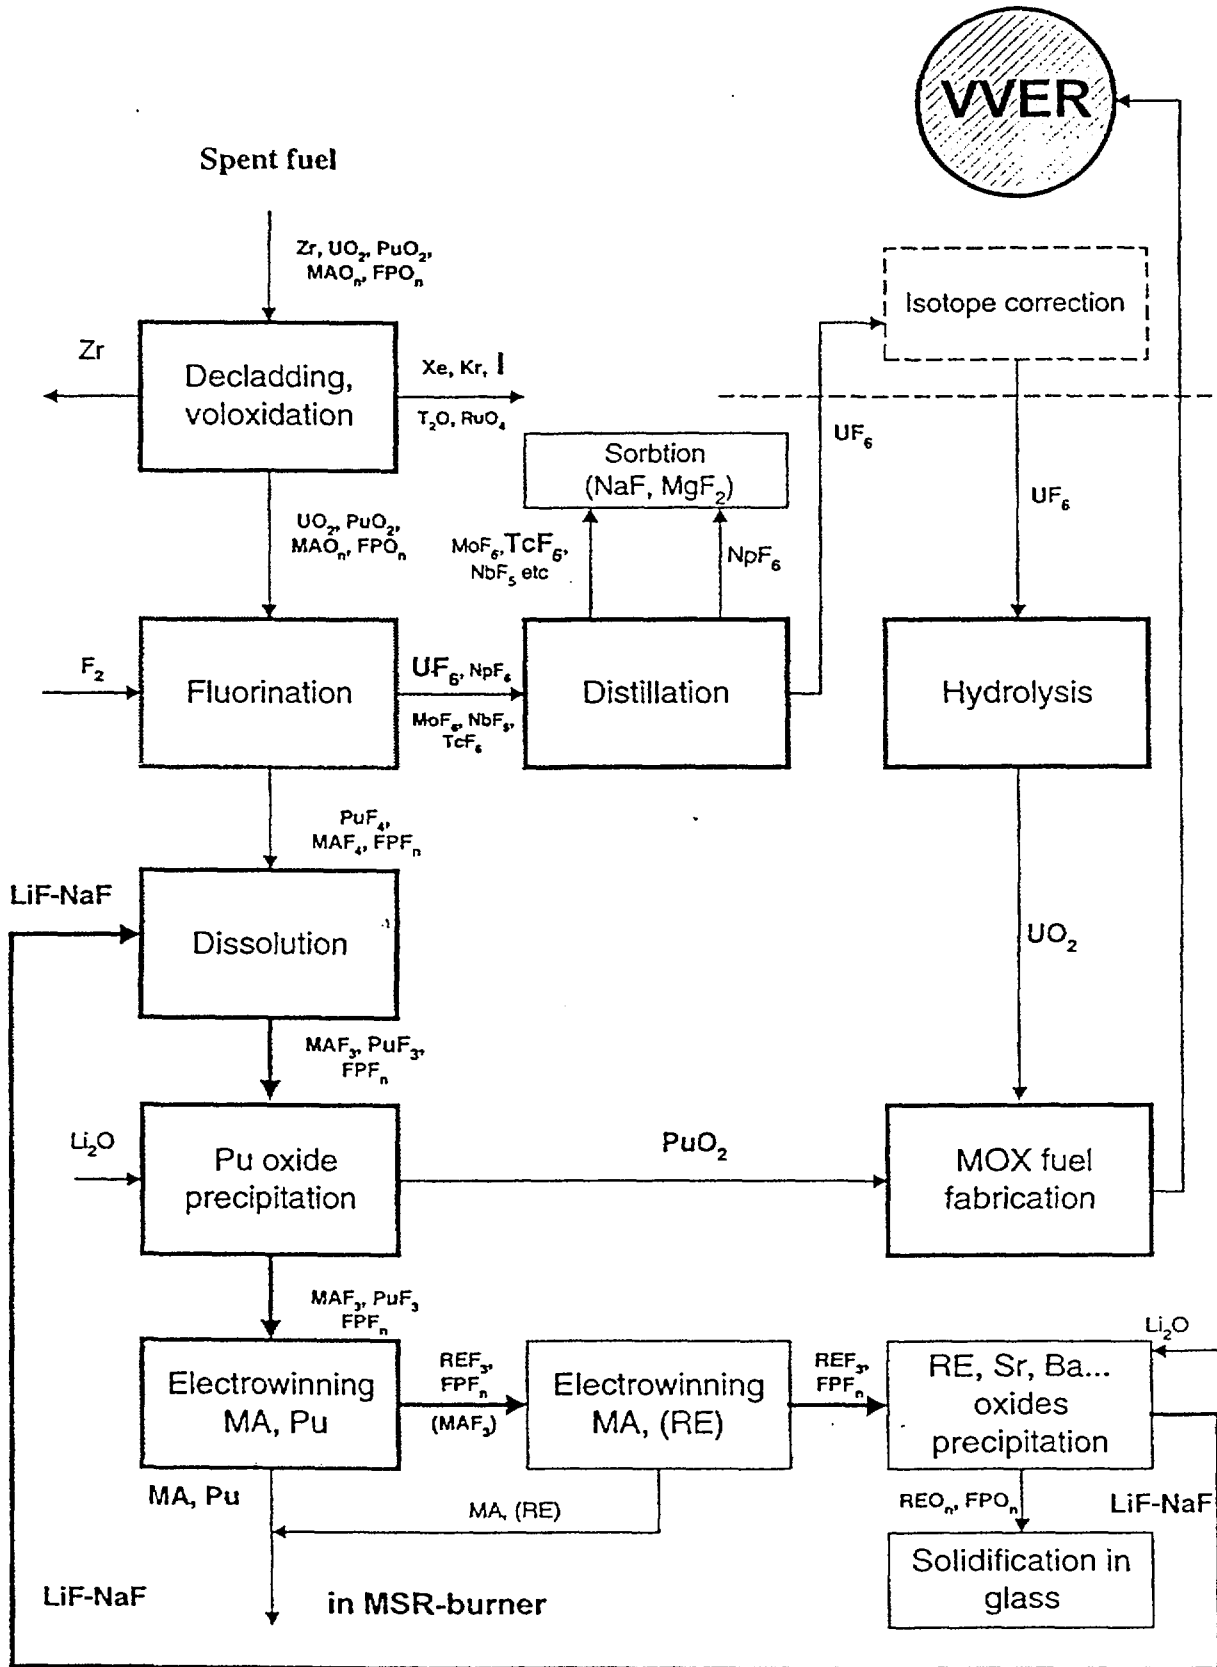 VVER
Spent fuel
Zr, UO₂, PuO₂,
MAOₙ, FPOₙ
Isotope correction
Zr
Decladding,
voloxidation
Xe, Kr, I
T₂O, RuO₄
UF₆
Sorbtion
(NaF, MgF₂)
UF₆
UO₂, PuO₂,
MAOₙ, FPOₙ
MoF₆, TcF₆,
NbF₅ etc
NpF₆
F₂
Fluorination
UF₆, NpF₆
MoF₆, NbF₅,
TcF₆
Distillation
Hydrolysis
PuF₄,
MAF₄, FPFₙ
LiF-NaF
Dissolution
UO₂
MAF₃, PuF₃,
FPFₙ
Li₂O
Pu oxide
precipitation
PuO₂
MOX fuel
fabrication
MAF₃, PuF₃
FPFₙ
Li₂O
Electrowinning
MA, Pu
REF₃,
FPFₙ
(MAF₃)
Electrowinning
MA, (RE)
REF₃,
FPFₙ
RE, Sr, Ba...
oxides
precipitation
MA, Pu
MA, (RE)
REOₙ, FPOₙ
LiF-NaF
Solidification in
glass
LiF-NaF
in MSR-burner